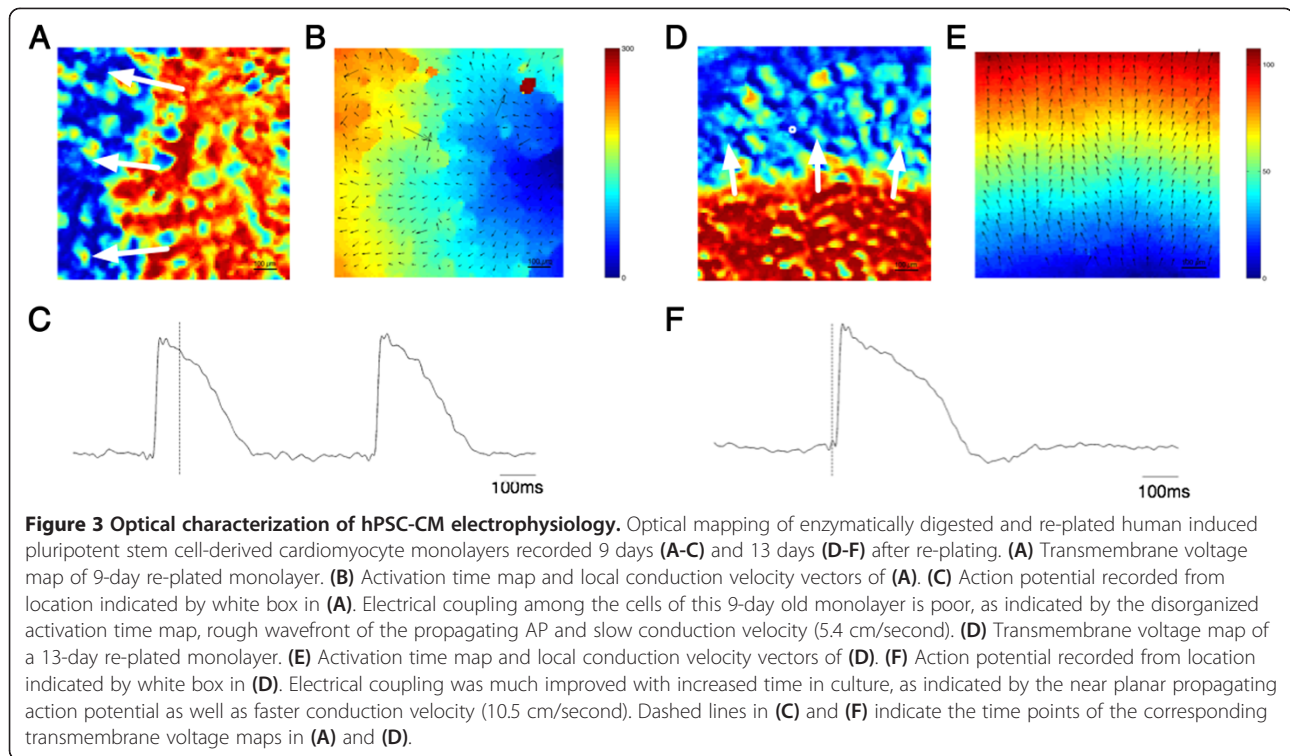 A
B
D
E
300
0
100
50
0
100 µm
100 µm
100 µm
C
F
100ms
100ms
Figure 3 Optical characterization of hPSC-CM electrophysiology. Optical mapping of enzymatically digested and re-plated human induced
pluripotent stem cell-derived cardiomyocyte monolayers recorded 9 days (A-C) and 13 days (D-F) after re-plating. (A) Transmembrane voltage
map of 9-day re-plated monolayer. (B) Activation time map and local conduction velocity vectors of (A). (C) Action potential recorded from
location indicated by white box in (A). Electrical coupling among the cells of this 9-day old monolayer is poor, as indicated by the disorganized
activation time map, rough wavefront of the propagating AP and slow conduction velocity (5.4 cm/second). (D) Transmembrane voltage map of
a 13-day re-plated monolayer. (E) Activation time map and local conduction velocity vectors of (D). (F) Action potential recorded from location
indicated by white box in (D). Electrical coupling was much improved with increased time in culture, as indicated by the near planar propagating
action potential as well as faster conduction velocity (10.5 cm/second). Dashed lines in (C) and (F) indicate the time points of the corresponding
transmembrane voltage maps in (A) and (D).